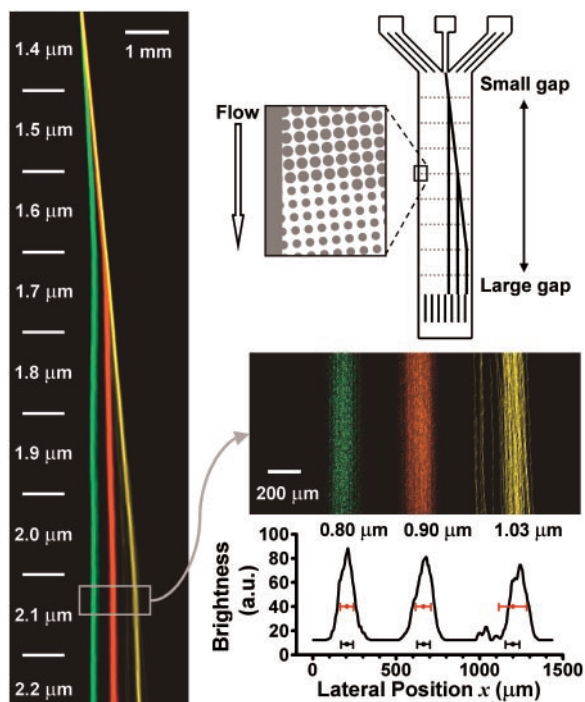 1.4 µm
1 mm
1.5 µm
1.6 µm
1.7 µm
1.8 µm
1.9 µm
2.0 µm
2.1 µm
2.2 µm
Flow
Small gap
Large gap
200 µm
0.80 µm 0.90 µm 1.03 µm
Brightness
(a.u.)
100
80
60
40
20
0
0 500 1000 1500
Lateral Position x (µm)